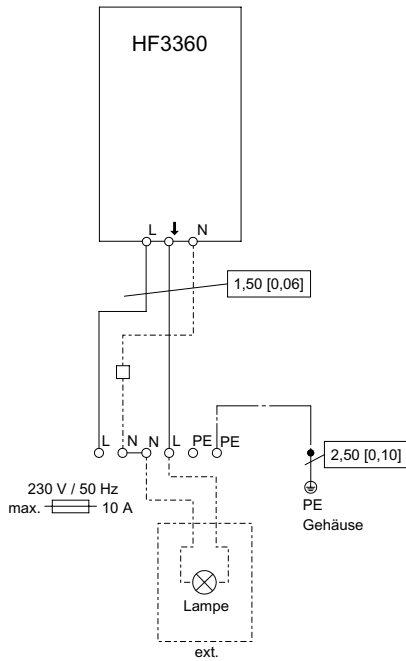 HF3360
L N
1,50 [0,06]
L N N L PE PE
2,50 [0,10]
230 V / 50 Hz
max. 10 A
PE
Gehäuse
Lampe
ext.